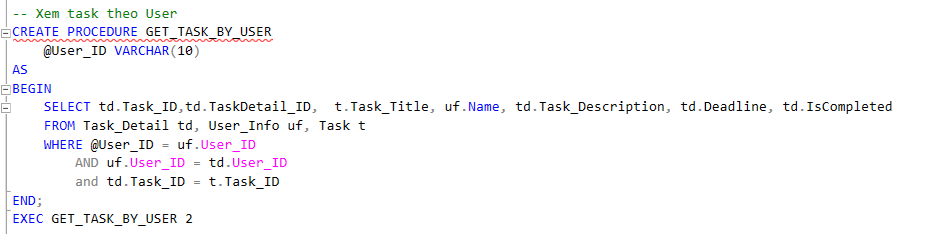 -- Xem task theo User
CREATE PROCEDURE GET_TASK_BY_USER
@User_ID VARCHAR(10)
AS
BEGIN
SELECT td.Task_ID,td.TaskDetail_ID,  t.Task_Title, uf.Name, td.Task_Description, td.Deadline, td.IsCompleted
FROM Task_Detail td, User_Info uf, Task t
WHERE @User_ID = uf.User_ID
AND uf.User_ID = td.User_ID
and td.Task_ID = t.Task_ID
END;
EXEC GET_TASK_BY_USER 2